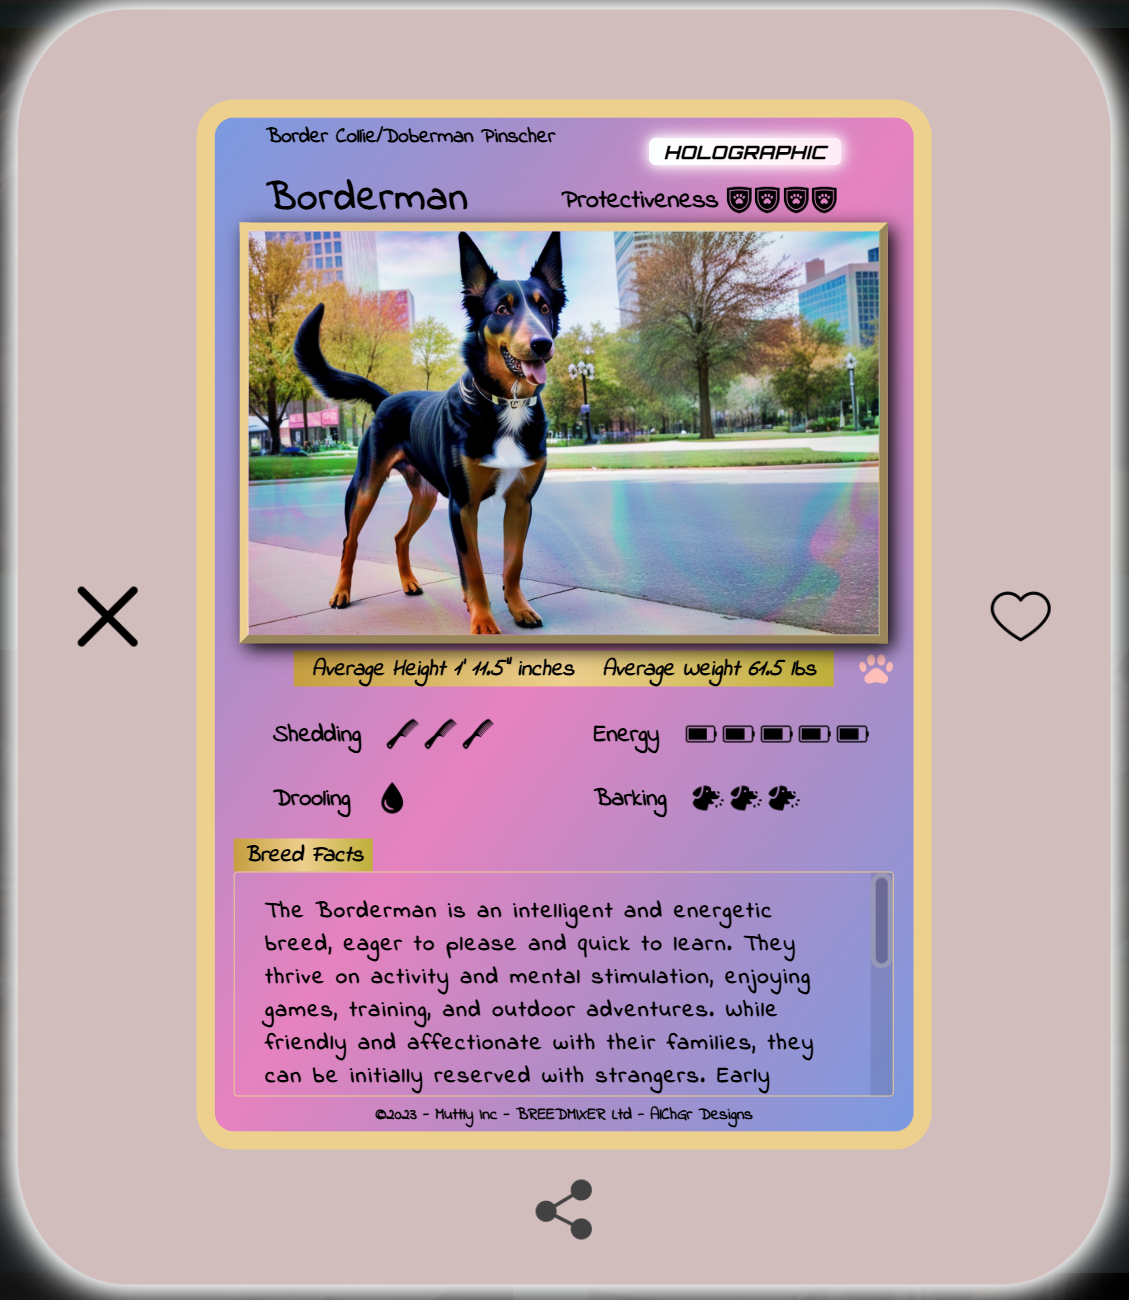 Border Collie/Doberman Pinscher
HOLOGRAPHIC
Borderman
Protectiveness
Average Height 1' 11.5" inches Average weight 61.5 lbs
Shedding
Energy
Drooling
Barking
Breed Facts
The Borderman is an intelligent and energetic
breed, eager to please and quick to learn. They
thrive on activity and mental stimulation, enjoying
games, training, and outdoor adventures. While
friendly and affectionate with their families, they
can be initially reserved with strangers. Early
©2023 - Muttly Inc - BREEDMIXER Ltd - AIChGr Designs